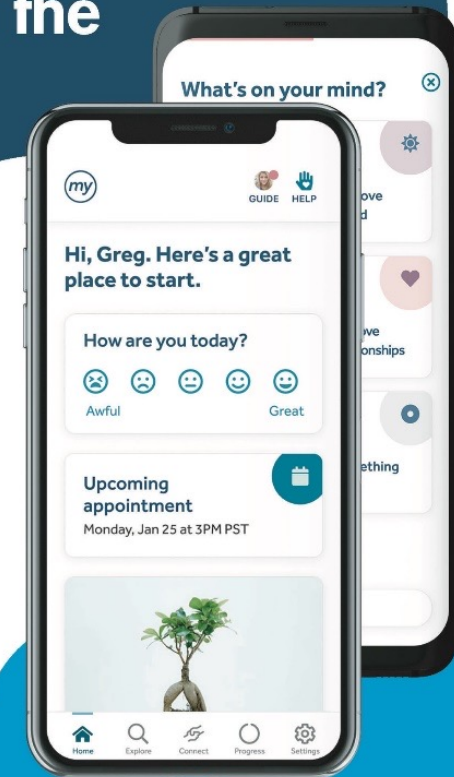 the
What's on your mind?
my
GUIDE HELP
Hi, Greg. Here's a great
place to start.
How are you today?
Awful Great
Upcoming
appointment
Monday, Jan 25 at 3PM PST
Home Explore Connect Progress Settings
ove
d
ove
onships
ething